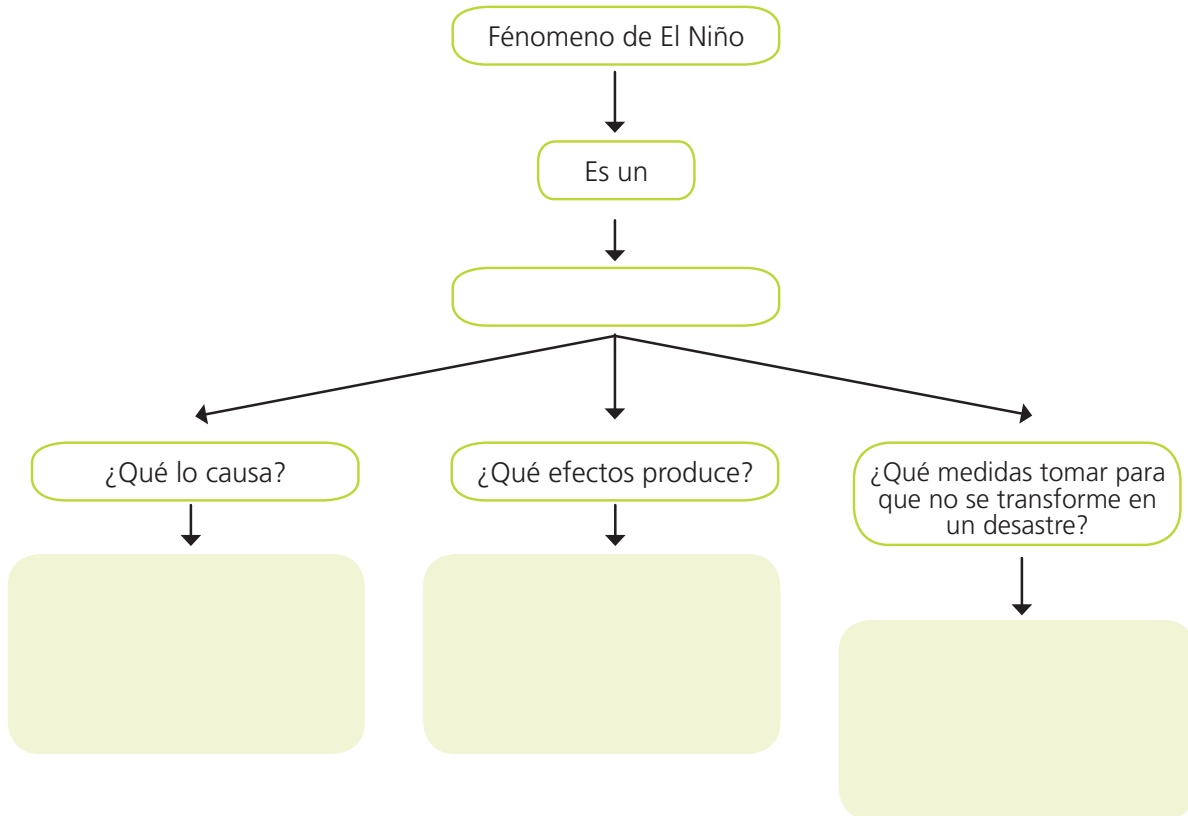 Fénomeno de El Niño
Es un
¿Qué lo causa?
¿Qué efectos produce?
¿Qué medidas tomar para
que no se transforme en
un desastre?